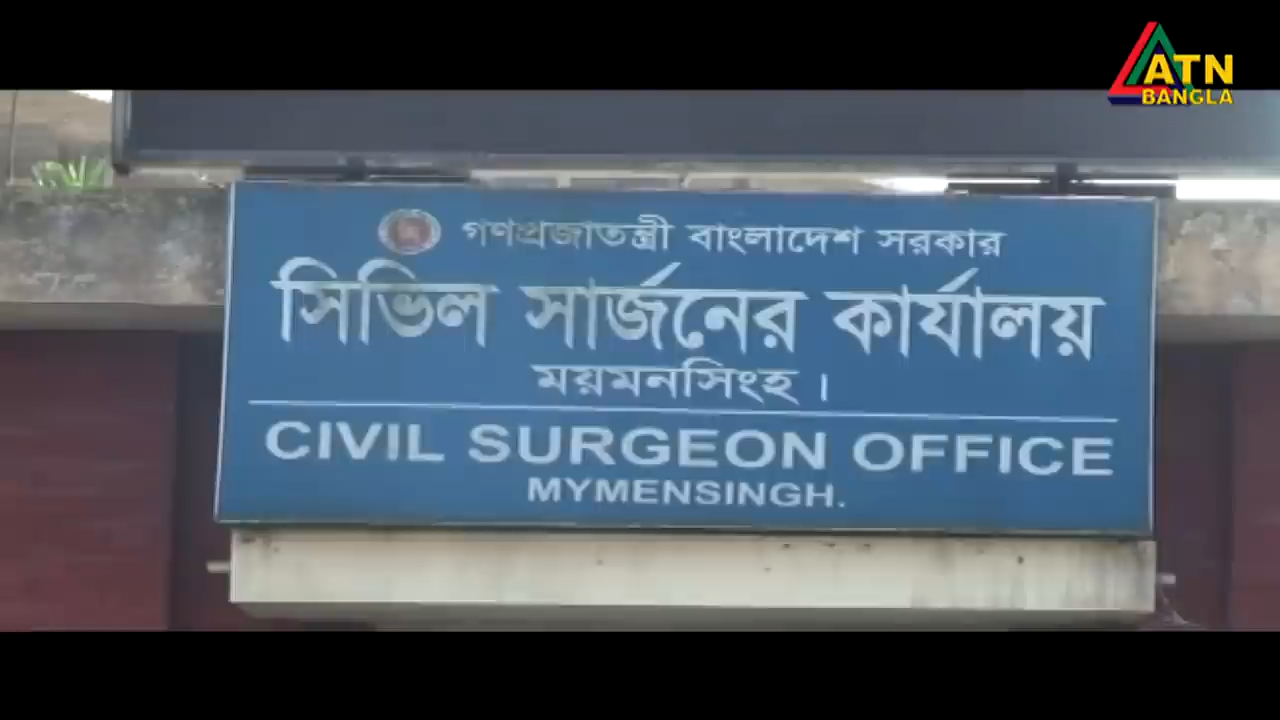 ATN
BANGLA
গণপ্রজাতন্ত্রী বাংলাদেশ সরকার
সিভিল সার্জনের কার্যালয়
ময়মনসিংহ।
CIVIL SURGEON OFFICE
MYMENSINGH.